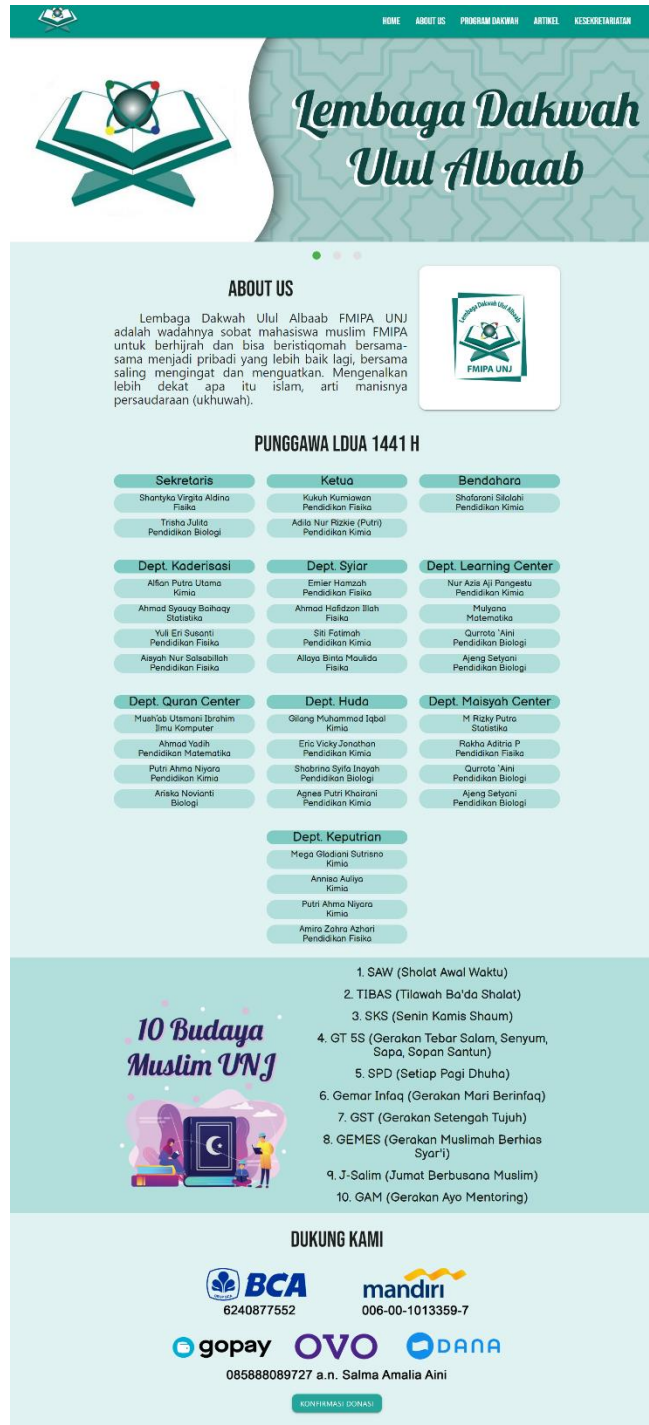 HOME ABOUT US PROGRAM DAKWAH ARTIKEL KESEKRETARIATAN
Lembaga Dakwah
Ulul Albaab
ABOUT US
Lembaga Dakwah Ulul Albaab FMIPA UNJ
adalah wadahnya sobat mahasiswa muslim FMIPA
untuk berhijrah dan bisa beristiqomah bersama-
sama menjadi pribadi yang lebih baik lagi, bersama
saling mengingat dan menguatkan. Mengenalkan
lebih dekat apa itu islam, arti manisnya
persaudaraan (ukhuwah).
Lembaga Dakwah Ulul Albaab
FMIPA UNJ
PUNGGAWA LDUA 1441 H
Sekretaris
Shantyka Virgita Aldina
Fisika
Trisha Julita
Pendidikan Biologi
Ketua
Kukuh Kurniawan
Pendidikan Fisika
Adila Nur Rizkie (Putri)
Pendidikan Kimia
Bendahara
Shafarani Silalahi
Pendidikan Kimia
Dept. Kaderisasi
Alfian Putra Utama
Kimia
Ahmad Syauqy Baihaqy
Statistika
Yuli Eri Susanti
Pendidikan Fisika
Aisyah Nur Salsabillah
Pendidikan Fisika
Dept. Syiar
Emier Hamzah
Pendidikan Fisika
Ahmad Hafidzon Illah
Fisika
Siti Fatimah
Pendidikan Kimia
Allaya Binta Maulida
Fisika
Dept. Learning Center
Nur Azis Aji Pangestu
Pendidikan Kimia
Mulyana
Matematika
Qurrota 'Aini
Pendidikan Biologi
Ajeng Setyani
Pendidikan Biologi
Dept. Quran Center
Mush'ab Utsmani Ibrahim
Ilmu Komputer
Ahmad Yadih
Pendidikan Matematika
Putri Ahma Niyara
Pendidikan Kimia
Ariska Novianti
Biologi
Dept. Huda
Gilang Muhammad Iqbal
Kimia
Eric Vicky Jonathan
Pendidikan Kimia
Shabrina Syifa Inayah
Pendidikan Biologi
Agnes Putri Khairani
Pendidikan Kimia
Dept. Maisyah Center
M Rizky Putra
Statistika
Rakha Aditria P
Pendidikan Fisika
Qurrota 'Aini
Pendidikan Biologi
Ajeng Setyani
Pendidikan Biologi
Dept. Keputrian
Mega Gladiani Sutrisno
Kimia
Annisa Auliya
Kimia
Putri Ahma Niyara
Kimia
Amira Zahra Azhari
Pendidikan Fisika
10 Budaya
Muslim UNJ
1. SAW (Sholat Awal Waktu)
2. TIBAS (Tilawah Ba'da Shalat)
3. SKS (Senin Kamis Shaum)
4. GT 5S (Gerakan Tebar Salam, Senyum,
Sapa, Sopan Santun)
5. SPD (Setiap Pagi Dhuha)
6. Gemar Infaq (Gerakan Mari Berinfaq)
7. GST (Gerakan Setengah Tujuh)
8. GEMES (Gerakan Muslimah Berhias
Syar'i)
9. J-Salim (Jumat Berbusana Muslim)
10. GAM (Gerakan Ayo Mentoring)
DUKUNG KAMI
BCA
6240877552
mandiri
006-00-1013359-7
gopay OVO DANA
085888089727 a.n. Salma Amalia Aini
KONFIRMASI DONASI